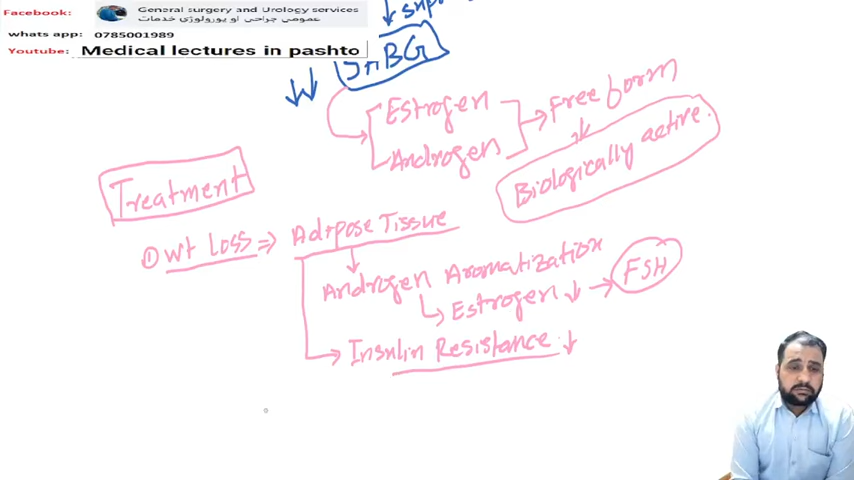 Facebook: General surgery and Urology services
عمومي جراحي او يورولوژي خدمات
whats app: 0785001989
Youtube: Medical lectures in pashto
↓
↓↓ SHBG
Estrogen
Androgen
→ Free form
↓
Biologically active.
Treatment
① Wt Loss ⇒ Adipose Tissue
↓
Androgen Aromatization
↳ Estrogen ↓ → FSH
→ Insulin Resistance ↓